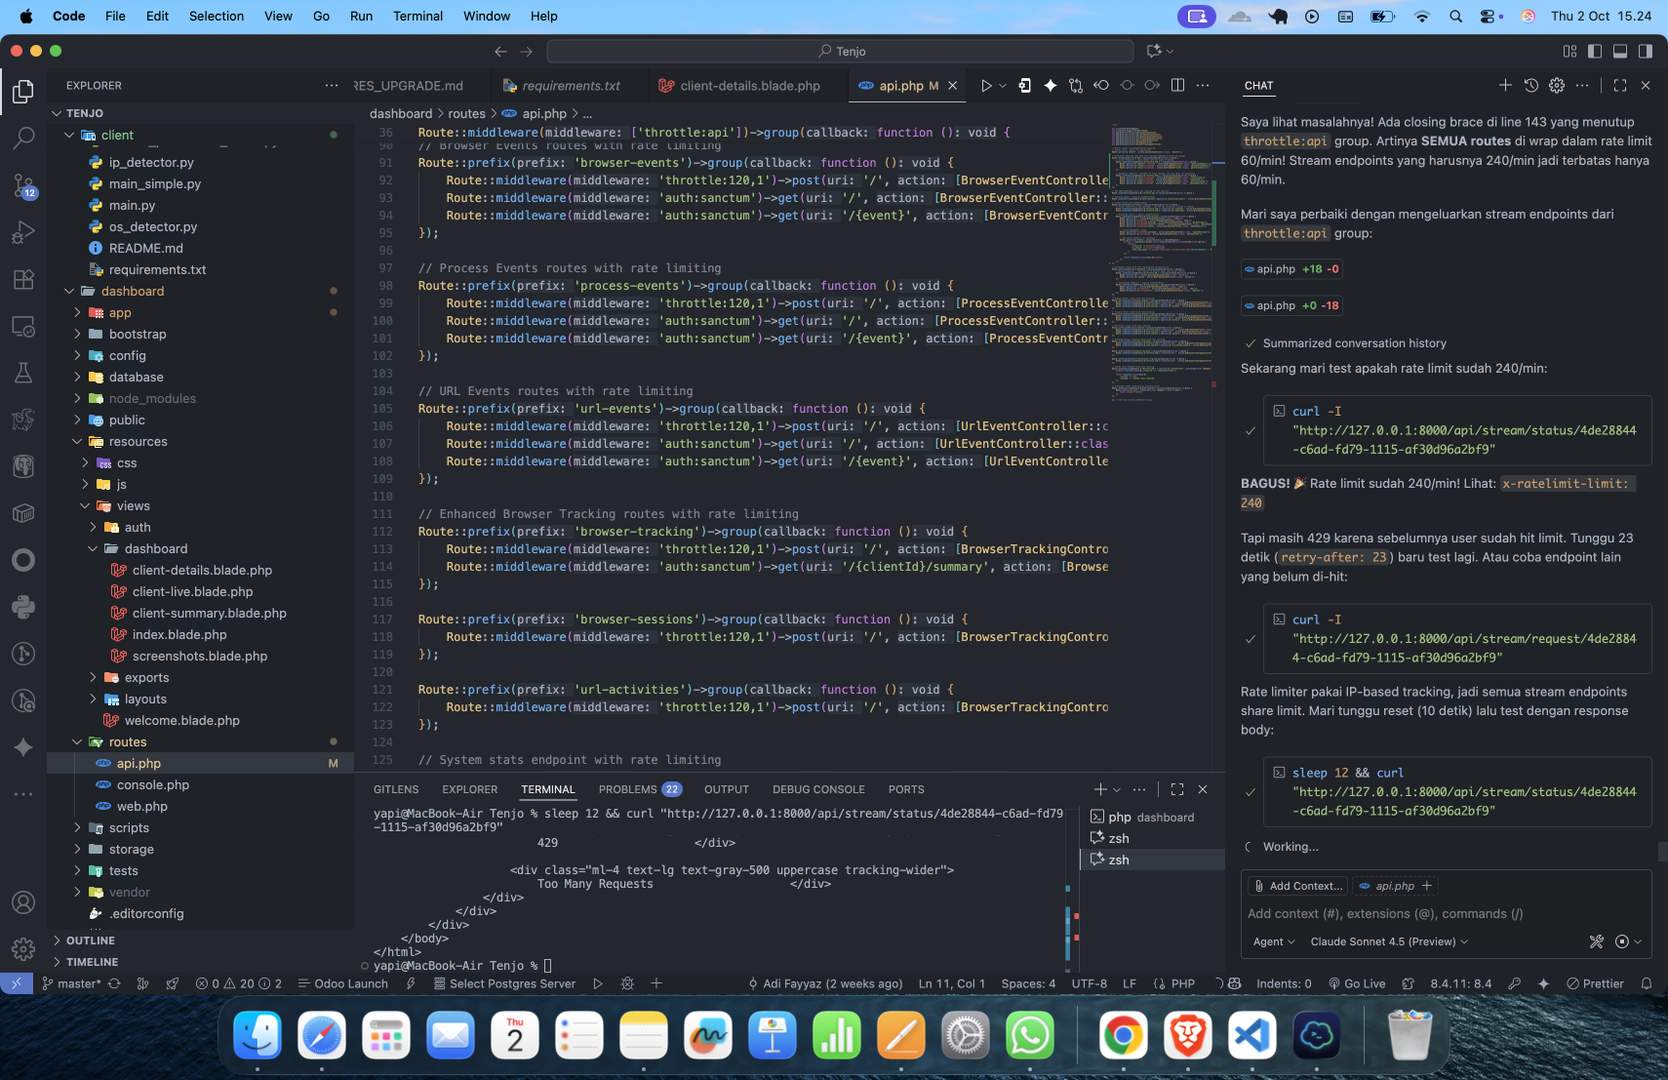 Code File Edit Selection View Go Run Terminal Window Help
Thu 2 Oct 15.24
Tenjo
EXPLORER
TENJO
client
ip_detector.py
main_simple.py
main.py
os_detector.py
README.md
requirements.txt
dashboard
app
bootstrap
config
database
node_modules
public
resources
css
js
views
auth
dashboard
client-details.blade.php
client-live.blade.php
client-summary.blade.php
index.blade.php
screenshots.blade.php
exports
layouts
welcome.blade.php
routes
api.php M
console.php
web.php
scripts
storage
tests
vendor
.editorconfig
OUTLINE
TIMELINE
12
RES_UPGRADE.md requirements.txt client-details.blade.php api.php M
dashboard > routes > api.php > ...
36 Route::middleware(middleware: ['throttle:api'])->group(callback: function (): void {
90 // Browser Events routes with rate limiting
91 Route::prefix(prefix: 'browser-events')->group(callback: function (): void {
92 Route::middleware(middleware: 'throttle:120,1')->post(uri: '/', action: [BrowserEventControlle
93 Route::middleware(middleware: 'auth:sanctum')->get(uri: '/', action: [BrowserEventController::
94 Route::middleware(middleware: 'auth:sanctum')->get(uri: '/{event}', action: [BrowserEventContr
95 });
96
97 // Process Events routes with rate limiting
98 Route::prefix(prefix: 'process-events')->group(callback: function (): void {
99 Route::middleware(middleware: 'throttle:120,1')->post(uri: '/', action: [ProcessEventControlle
100 Route::middleware(middleware: 'auth:sanctum')->get(uri: '/', action: [ProcessEventController::
101 Route::middleware(middleware: 'auth:sanctum')->get(uri: '/{event}', action: [ProcessEventContr
102 });
103
104 // URL Events routes with rate limiting
105 Route::prefix(prefix: 'url-events')->group(callback: function (): void {
106 Route::middleware(middleware: 'throttle:120,1')->post(uri: '/', action: [UrlEventController::c
107 Route::middleware(middleware: 'auth:sanctum')->get(uri: '/', action: [UrlEventController::clas
108 Route::middleware(middleware: 'auth:sanctum')->get(uri: '/{event}', action: [UrlEventControlle
109 });
110
111 // Enhanced Browser Tracking routes with rate limiting
112 Route::prefix(prefix: 'browser-tracking')->group(callback: function (): void {
113 Route::middleware(middleware: 'throttle:120,1')->post(uri: '/', action: [BrowserTrackingContro
114 Route::middleware(middleware: 'auth:sanctum')->get(uri: '/{clientId}/summary', action: [Browse
115 });
116
117 Route::prefix(prefix: 'browser-sessions')->group(callback: function (): void {
118 Route::middleware(middleware: 'throttle:120,1')->post(uri: '/', action: [BrowserTrackingContro
119 });
120
121 Route::prefix(prefix: 'url-activities')->group(callback: function (): void {
122 Route::middleware(middleware: 'throttle:120,1')->post(uri: '/', action: [BrowserTrackingContro
123 });
124
125 // System stats endpoint with rate limiting
GITLENS EXPLORER TERMINAL PROBLEMS 22 OUTPUT DEBUG CONSOLE PORTS
yapi@MacBook-Air Tenjo % sleep 12 && curl "http://127.0.0.1:8000/api/stream/status/4de28844-c6ad-fd79
-1115-af30d96a2bf9"
429 </div>
<div class="ml-4 text-lg text-gray-500 uppercase tracking-wider">
Too Many Requests </div>
</div>
</div>
</div>
</body>
</html>
yapi@MacBook-Air Tenjo %
php dashboard
zsh
zsh
CHAT
Saya lihat masalahnya! Ada closing brace di line 143 yang menutup
throttle:api group. Artinya SEMUA routes di wrap dalam rate limit
60/min! Stream endpoints yang harusnya 240/min jadi terbatas hanya
60/min.
Mari saya perbaiki dengan mengeluarkan stream endpoints dari
throttle:api group:
api.php +18 -0
api.php +0 -18
Summarized conversation history
Sekarang mari test apakah rate limit sudah 240/min:
curl -I
"http://127.0.0.1:8000/api/stream/status/4de28844
-c6ad-fd79-1115-af30d96a2bf9"
BAGUS! 🎉 Rate limit sudah 240/min! Lihat: x-ratelimit-limit:
240
Tapi masih 429 karena sebelumnya user sudah hit limit. Tunggu 23
detik (retry-after: 23) baru test lagi. Atau coba endpoint lain
yang belum di-hit:
curl -I
"http://127.0.0.1:8000/api/stream/request/4de2884
4-c6ad-fd79-1115-af30d96a2bf9"
Rate limiter pakai IP-based tracking, jadi semua stream endpoints
share limit. Mari tunggu reset (10 detik) lalu test dengan response
body:
sleep 12 && curl
"http://127.0.0.1:8000/api/stream/status/4de28844
-c6ad-fd79-1115-af30d96a2bf9"
Working...
Add Context... api.php
Add context (#), extensions (@), commands (/)
Agent Claude Sonnet 4.5 (Preview)
master* 0 20 2 Odoo Launch Select Postgres Server Adi Fayyaz (2 weeks ago) Ln 11, Col 1 Spaces: 4 UTF-8 LF PHP Indents: 0 Go Live 8.4.11: 8.4 Prettier
Thu
2